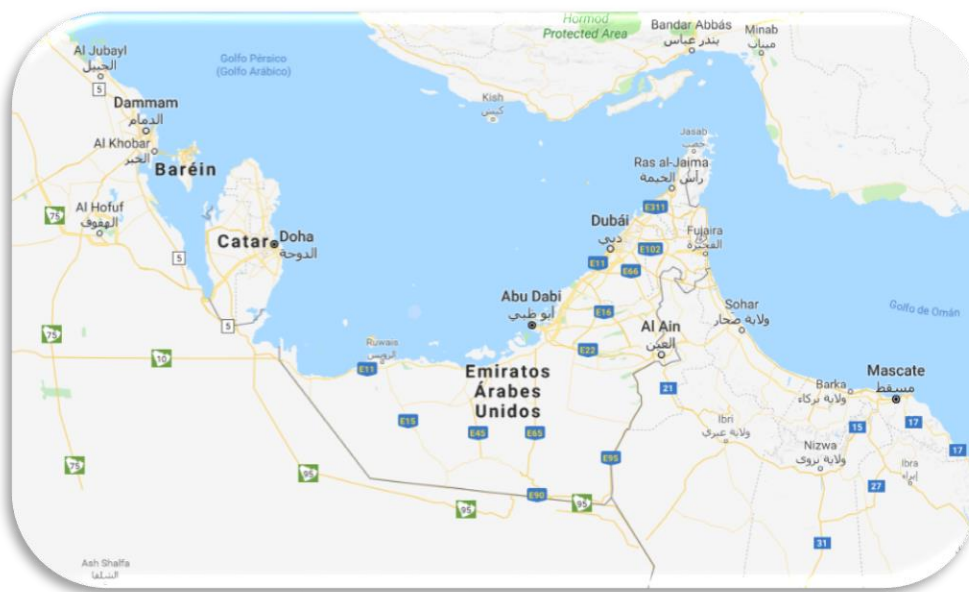 Hormod
Protected Area
Bandar Abbás
بندر عباس
Minab
میناب
Al Jubayl
الجبيل
Golfo Pérsico
(Golfo Arábico)
5
Kish
کیش
Dammam
الدمام
Al Khobar
الخبر
Baréin
Jasab
خصب
Ras al-Jaima
رأس الخيمة
75
Al Hofuf
الهفوف
E311
Catar
Doha
الدوحة
Dubái
دبي
E102
Fujaira
الفجيرة
5
E11
E66
Abu Dabi
أبو ظبي
E16
Sohar
ولاية صحار
Golfo de Omán
5
75
10
Ruwais
الرويس
E11
E22
Al Ain
العين
Emiratos
Árabes
Unidos
21
Barka
ولاية بركاء
Mascate
مسقط
E15
E45
E65
Ibri
ولاية عبري
15
17
Nizwa
ولاية نزوى
17
75
95
E95
Ibra
إبراء
27
E90
95
95
31
Ash Shalfa
الشلفا